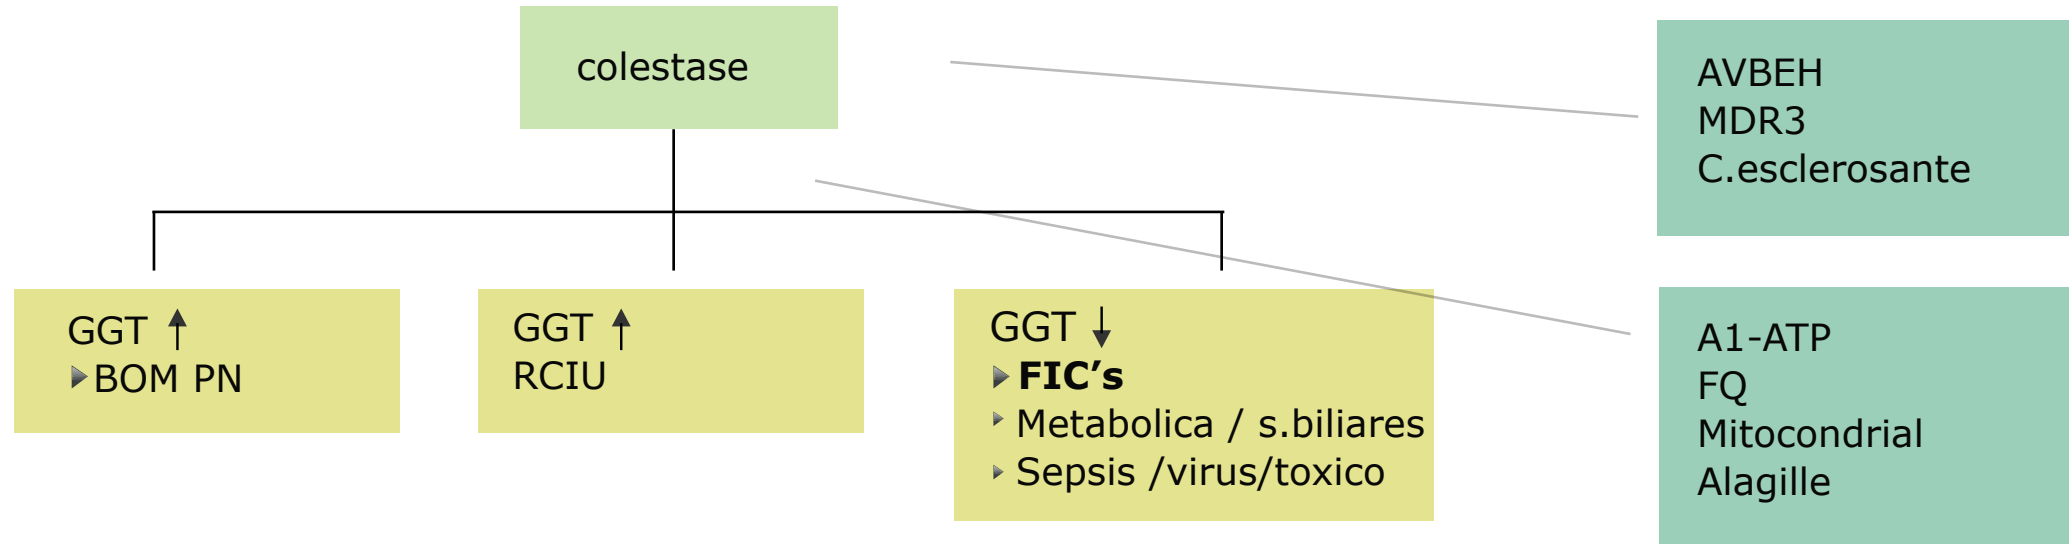 colestase
AVBEH
MDR3
C.esclerosante
GGT ↑
BOM PN
GGT ↑
RCIU
GGT ↓
FIC’s
Metabolica / s.biliares
Sepsis /virus/toxico
A1-ATP
FQ
Mitocondrial
Alagille